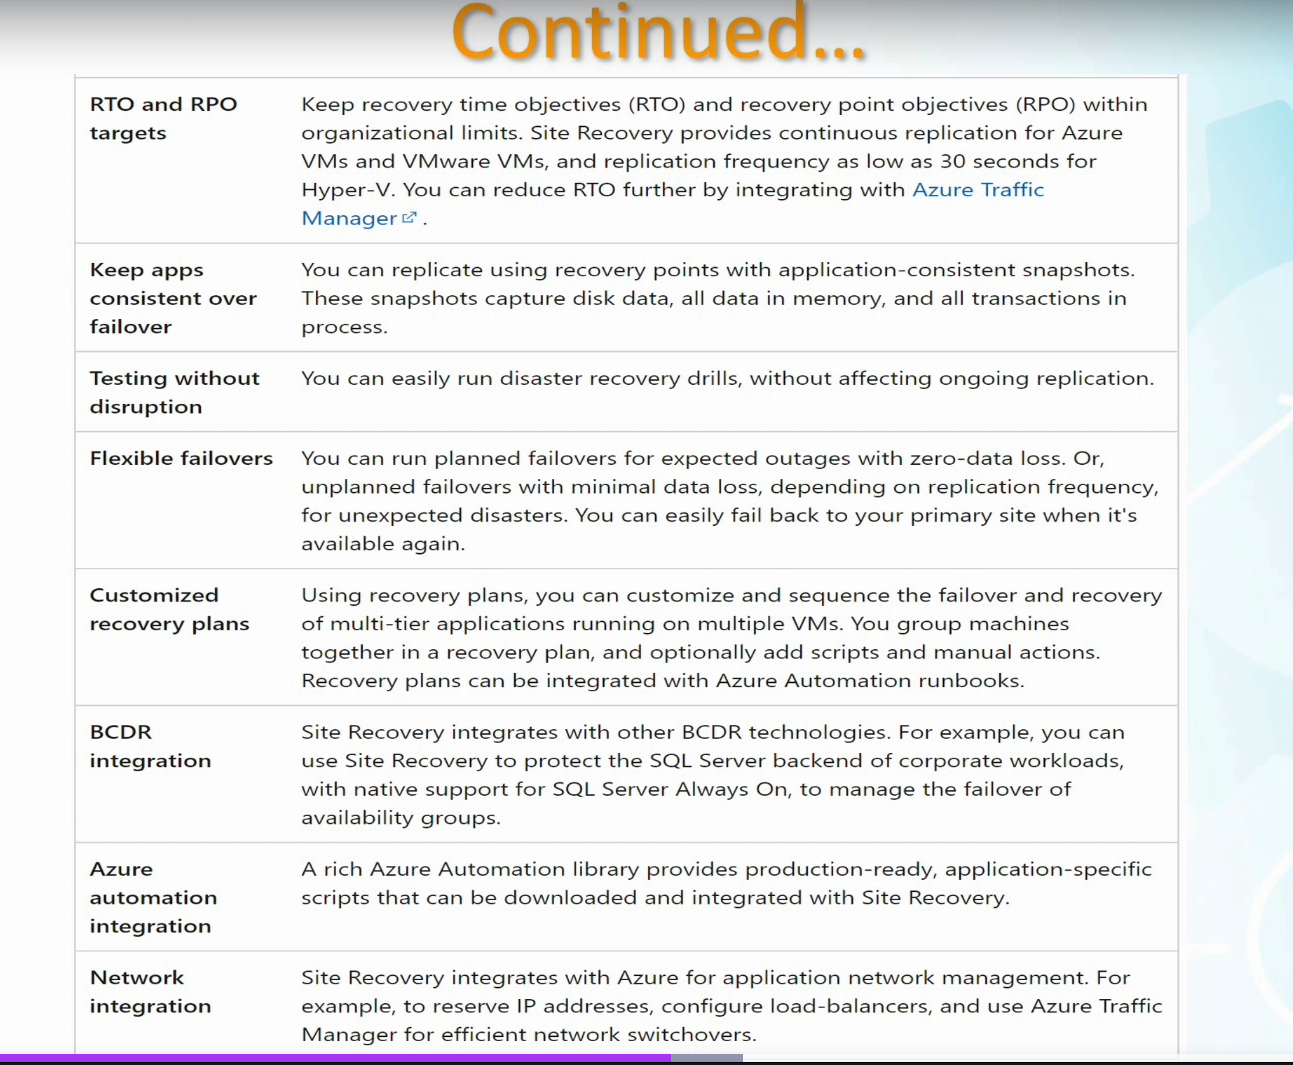 Continued...
RTO and RPO
targets
Keep recovery time objectives (RTO) and recovery point objectives (RPO) within
organizational limits. Site Recovery provides continuous replication for Azure
VMs and VMware VMs, and replication frequency as low as 30 seconds for
Hyper-V. You can reduce RTO further by integrating with Azure Traffic
Manager .
Keep apps
consistent over
failover
You can replicate using recovery points with application-consistent snapshots.
These snapshots capture disk data, all data in memory, and all transactions in
process.
Testing without
disruption
You can easily run disaster recovery drills, without affecting ongoing replication.
Flexible failovers
You can run planned failovers for expected outages with zero-data loss. Or,
unplanned failovers with minimal data loss, depending on replication frequency,
for unexpected disasters. You can easily fail back to your primary site when it's
available again.
Customized
recovery plans
Using recovery plans, you can customize and sequence the failover and recovery
of multi-tier applications running on multiple VMs. You group machines
together in a recovery plan, and optionally add scripts and manual actions.
Recovery plans can be integrated with Azure Automation runbooks.
BCDR
integration
Site Recovery integrates with other BCDR technologies. For example, you can
use Site Recovery to protect the SQL Server backend of corporate workloads,
with native support for SQL Server Always On, to manage the failover of
availability groups.
Azure
automation
integration
A rich Azure Automation library provides production-ready, application-specific
scripts that can be downloaded and integrated with Site Recovery.
Network
integration
Site Recovery integrates with Azure for application network management. For
example, to reserve IP addresses, configure load-balancers, and use Azure Traffic
Manager for efficient network switchovers.